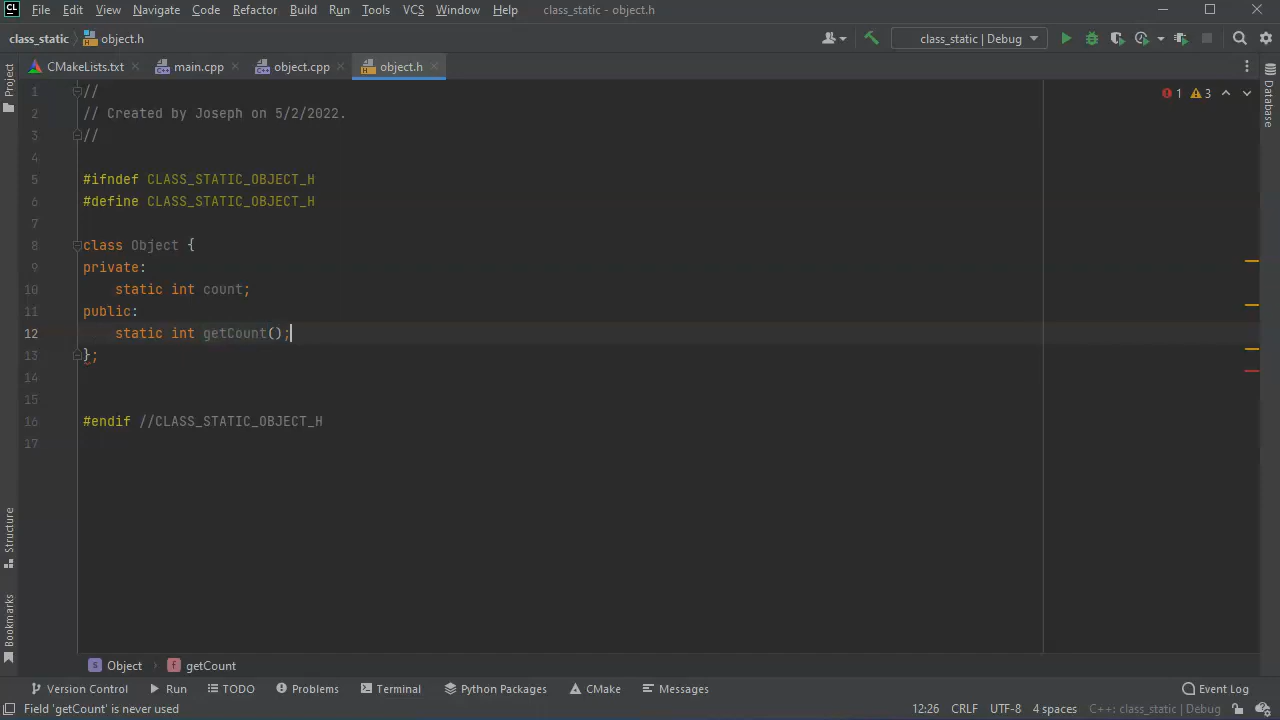 CL File Edit View Navigate Code Refactor Build Run Tools VCS Window Help class_static - object.h
class_static object.h class_static | Debug
CMakeLists.txt main.cpp object.cpp object.h
Project
Database
1 //
2 // Created by Joseph on 5/2/2022.
3 //
4
5 #ifndef CLASS_STATIC_OBJECT_H
6 #define CLASS_STATIC_OBJECT_H
7
8 class Object {
9 private:
10 static int count;
11 public:
12 static int getCount();
13 };
14
15
16 #endif //CLASS_STATIC_OBJECT_H
17
1 3
Structure
Bookmarks
Object getCount
Version Control Run TODO Problems Terminal Python Packages CMake Messages Event Log
Field 'getCount' is never used 12:26 CRLF UTF-8 4 spaces C++: class_static | Debug